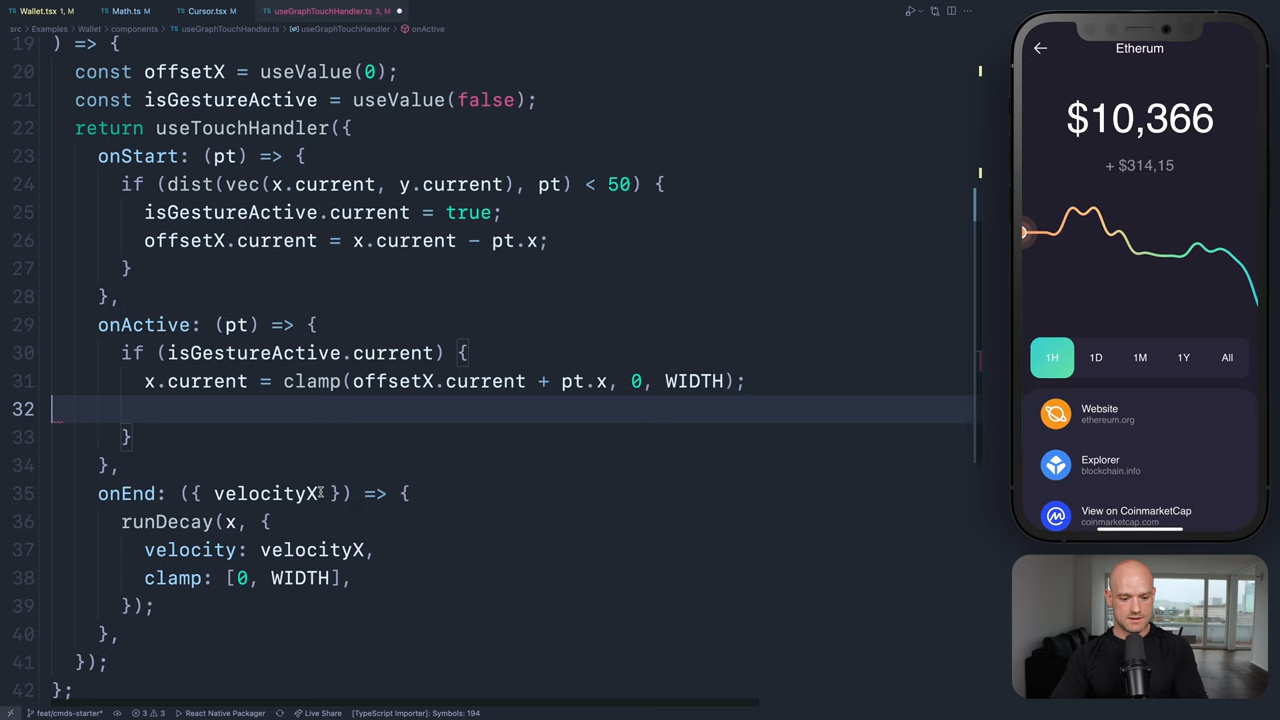 Wallet.tsx 1, M
Math.ts M
Cursor.tsx M
useGraphTouchHandler.ts 3, M
src > Examples > Wallet > components > useGraphTouchHandler.ts > useGraphTouchHandler > onActive
19 ) => {
20 const offsetX = useValue(0);
21 const isGestureActive = useValue(false);
22 return useTouchHandler({
23 onStart: (pt) => {
24 if (dist(vec(x.current, y.current), pt) < 50) {
25 isGestureActive.current = true;
26 offsetX.current = x.current - pt.x;
27 }
28 },
29 onActive: (pt) => {
30 if (isGestureActive.current) {
31 x.current = clamp(offsetX.current + pt.x, 0, WIDTH);
32
33 }
34 },
35 onEnd: ({ velocityX }) => {
36 runDecay(x, {
37 velocity: velocityX,
38 clamp: [0, WIDTH],
39 });
40 },
41 });
42 };
feat/cmds-starter*
3 3
React Native Packager
Live Share
[TypeScript Importer]: Symbols: 194
Etherum
$10,366
+ $314,15
1H 1D 1M 1Y All
Website
ethereum.org
Explorer
blockchain.info
View on CoinmarketCap
coinmarketcap.com